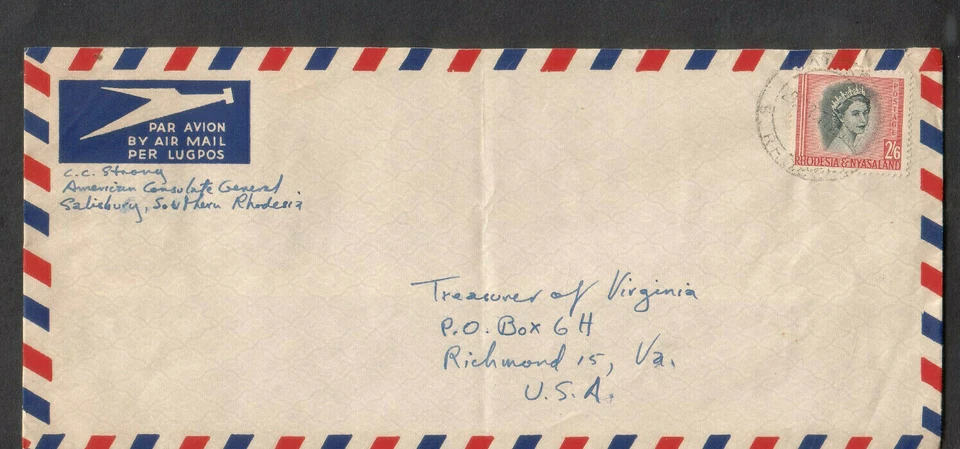 PAR AVION
BY AIR MAIL
PER LUGPOS
C.C. Strong
American Consulate General
Salisbury, Southern Rhodesia
POSTAGE
2/6
RHODESIA & NYASALAND
Treasurer of Virginia
P.O. Box 6H
Richmond 15, Va.
U.S.A.